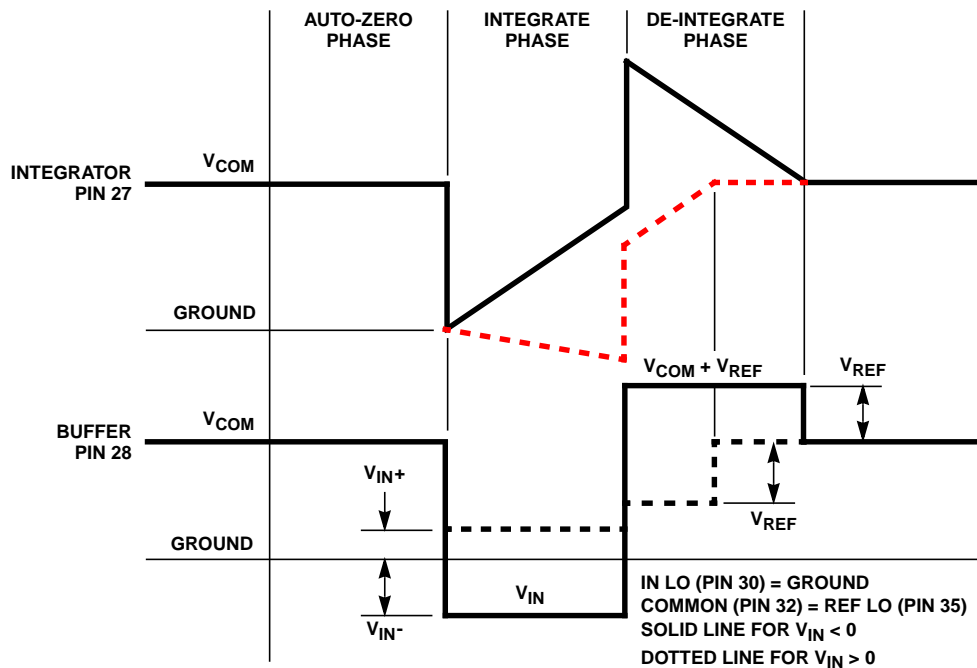 AUTO-ZERO
PHASE
INTEGRATE
PHASE
DE-INTEGRATE
PHASE
INTEGRATOR
PIN 27
VCOM
GROUND
VCOM + VREF
VREF
BUFFER
PIN 28
VCOM
VIN+
VREF
GROUND
VIN
VIN-
IN LO (PIN 30) = GROUND
COMMON (PIN 32) = REF LO (PIN 35)
SOLID LINE FOR VIN < 0
DOTTED LINE FOR VIN > 0